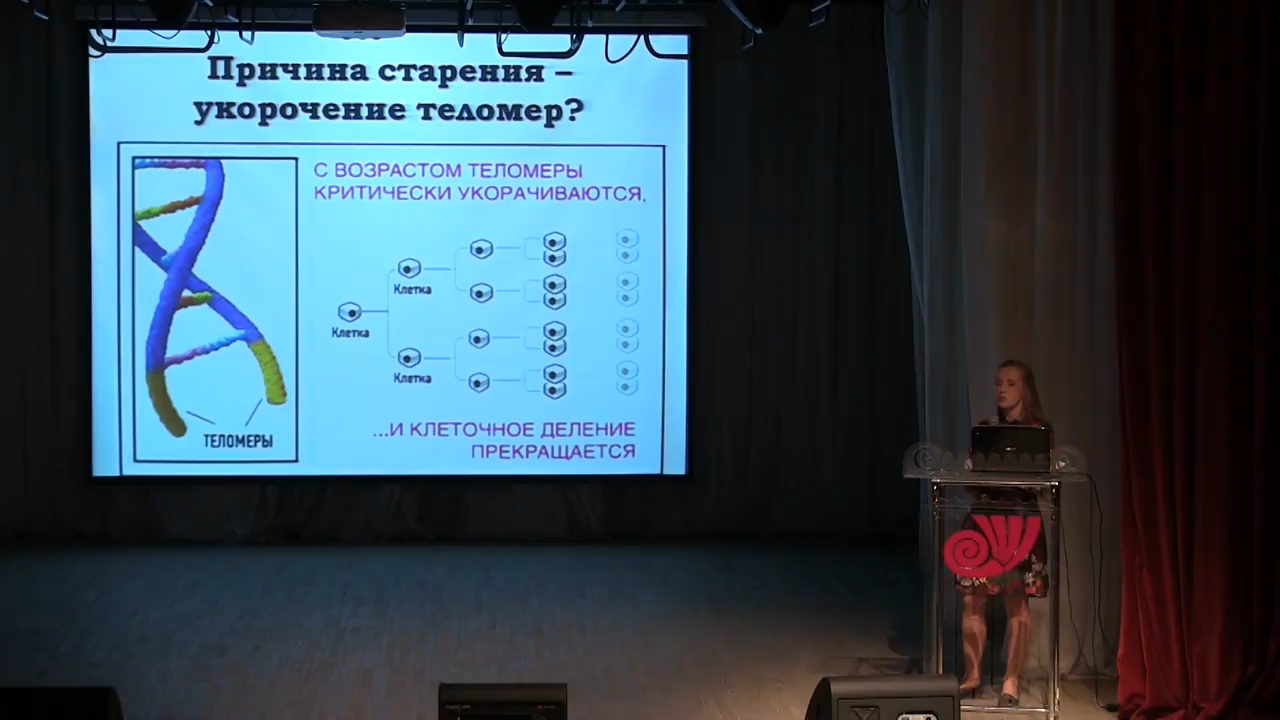 Причина старения –
укорочение теломер?
С ВОЗРАСТОМ ТЕЛОМЕРЫ
КРИТИЧЕСКИ УКОРАЧИВАЮТСЯ,
Клетка
Клетка
Клетка
ТЕЛОМЕРЫ
...И КЛЕТОЧНОЕ ДЕЛЕНИЕ
ПРЕКРАЩАЕТСЯ